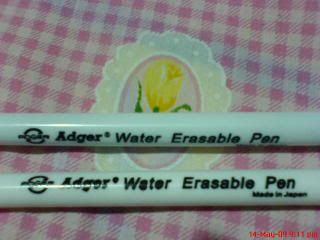 Adger® Water Erasable Pen
Adger® Water Erasable Pen
Made in Japan
14-May-09 9:11 pm